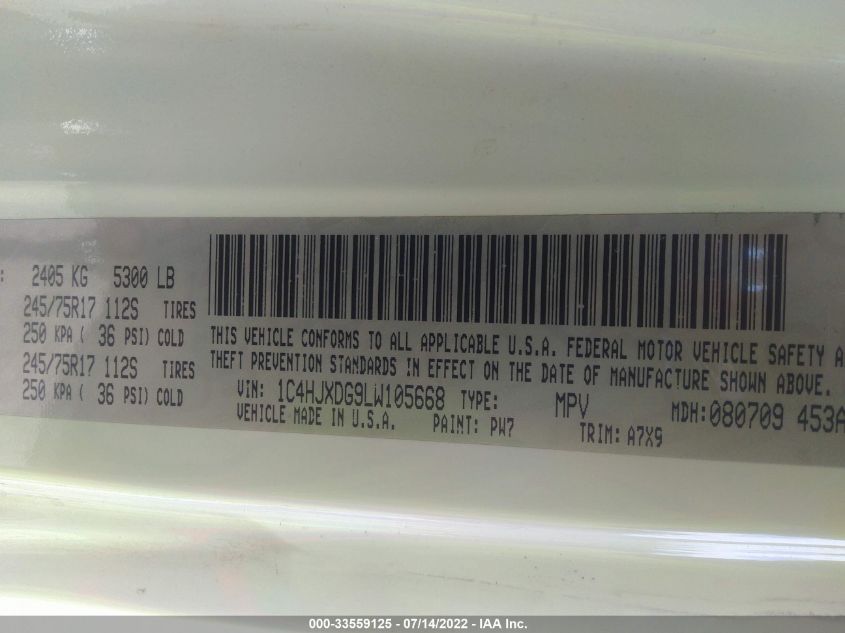 : 2405 KG 5300 LB
245/75R17 112S TIRES
250 KPA ( 36 PSI) COLD
245/75R17 112S TIRES
250 KPA ( 36 PSI) COLD
THIS VEHICLE CONFORMS TO ALL APPLICABLE U.S.A. FEDERAL MOTOR VEHICLE SAFETY A
THEFT PREVENTION STANDARDS IN EFFECT ON THE DATE OF MANUFACTURE SHOWN ABOVE.
VIN: 1C4HJXDG9LW105668 TYPE: MPV MDH: 080709 453A
VEHICLE MADE IN U.S.A. PAINT: PW7 TRIM: A7X9
000-33559125 - 07/14/2022 - IAA Inc.